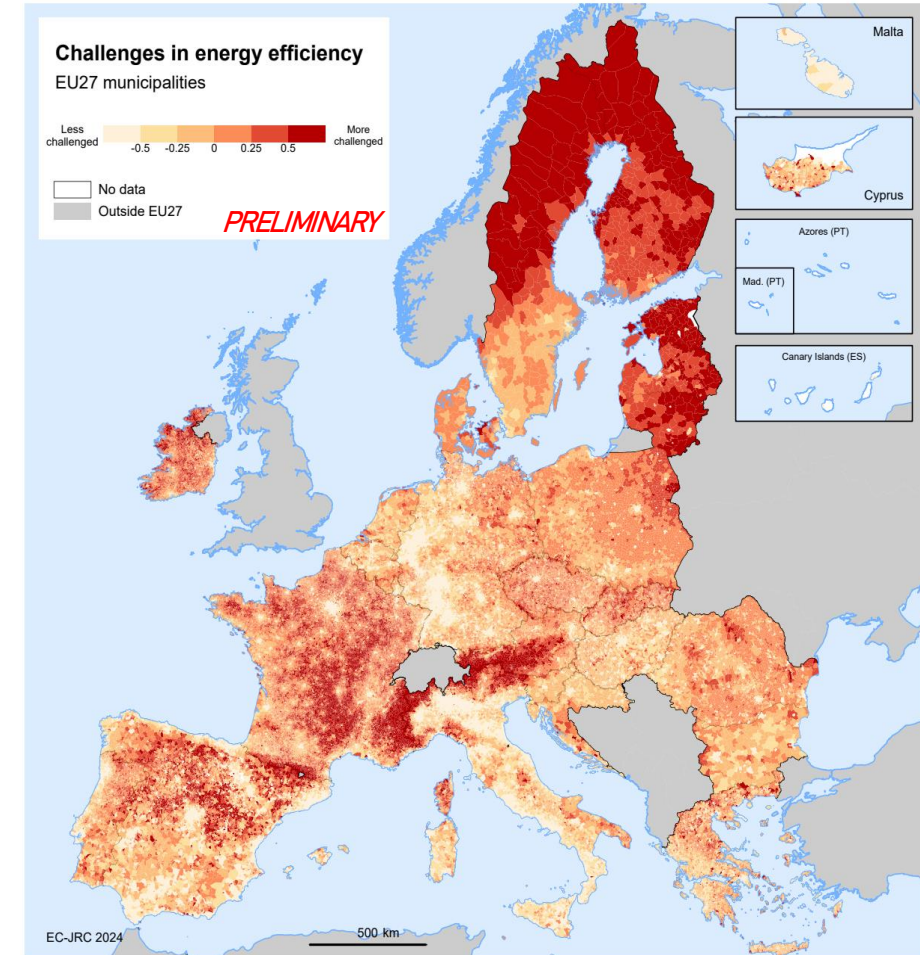 Challenges in energy efficiency
EU27 municipalities
Less
challenged
-0.5 -0.25 0 0.25 0.5
More
challenged
No data
Outside EU27
PRELIMINARY
Malta
Cyprus
Azores (PT)
Mad. (PT)
Canary Islands (ES)
EC-JRC 2024
500 km